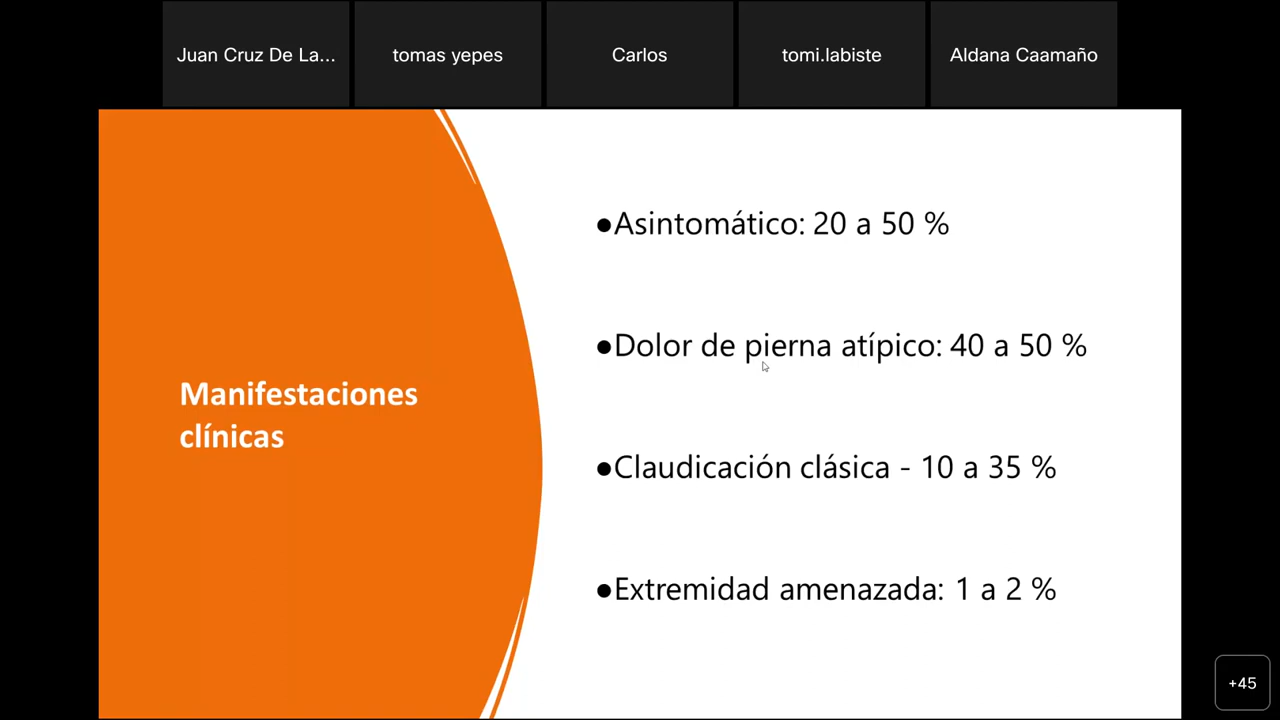 Juan Cruz De La...
tomas yepes
Carlos
tomi.labiste
Aldana Caamaño
Manifestaciones
clínicas
●Asintomático: 20 a 50 %
●Dolor de pierna atípico: 40 a 50 %
●Claudicación clásica - 10 a 35 %
●Extremidad amenazada: 1 a 2 %
+45